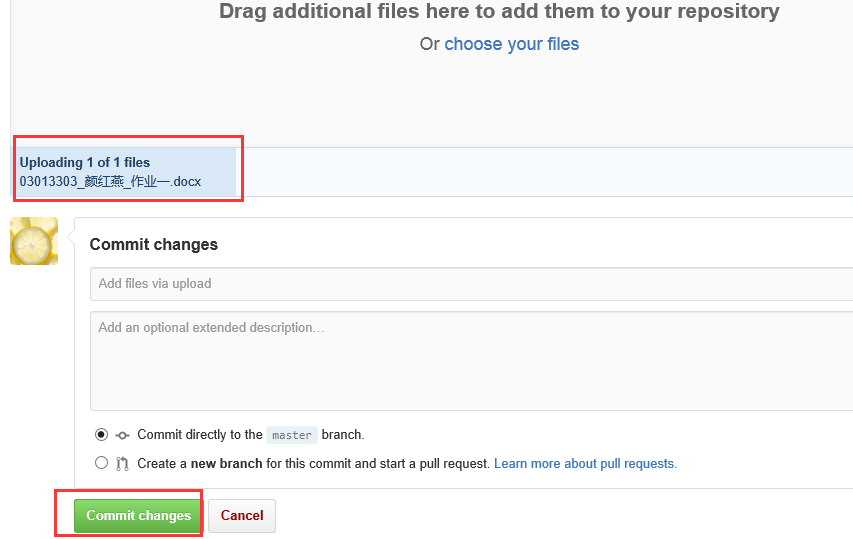 Drag additional files here to add them to your repository
Or choose your files
Uploading 1 of 1 files
03013303_颜红燕_作业一.docx
Commit changes
Add files via upload
Add an optional extended description…
Commit directly to the master branch.
Create a new branch for this commit and start a pull request. Learn more about pull requests.
Commit changes Cancel